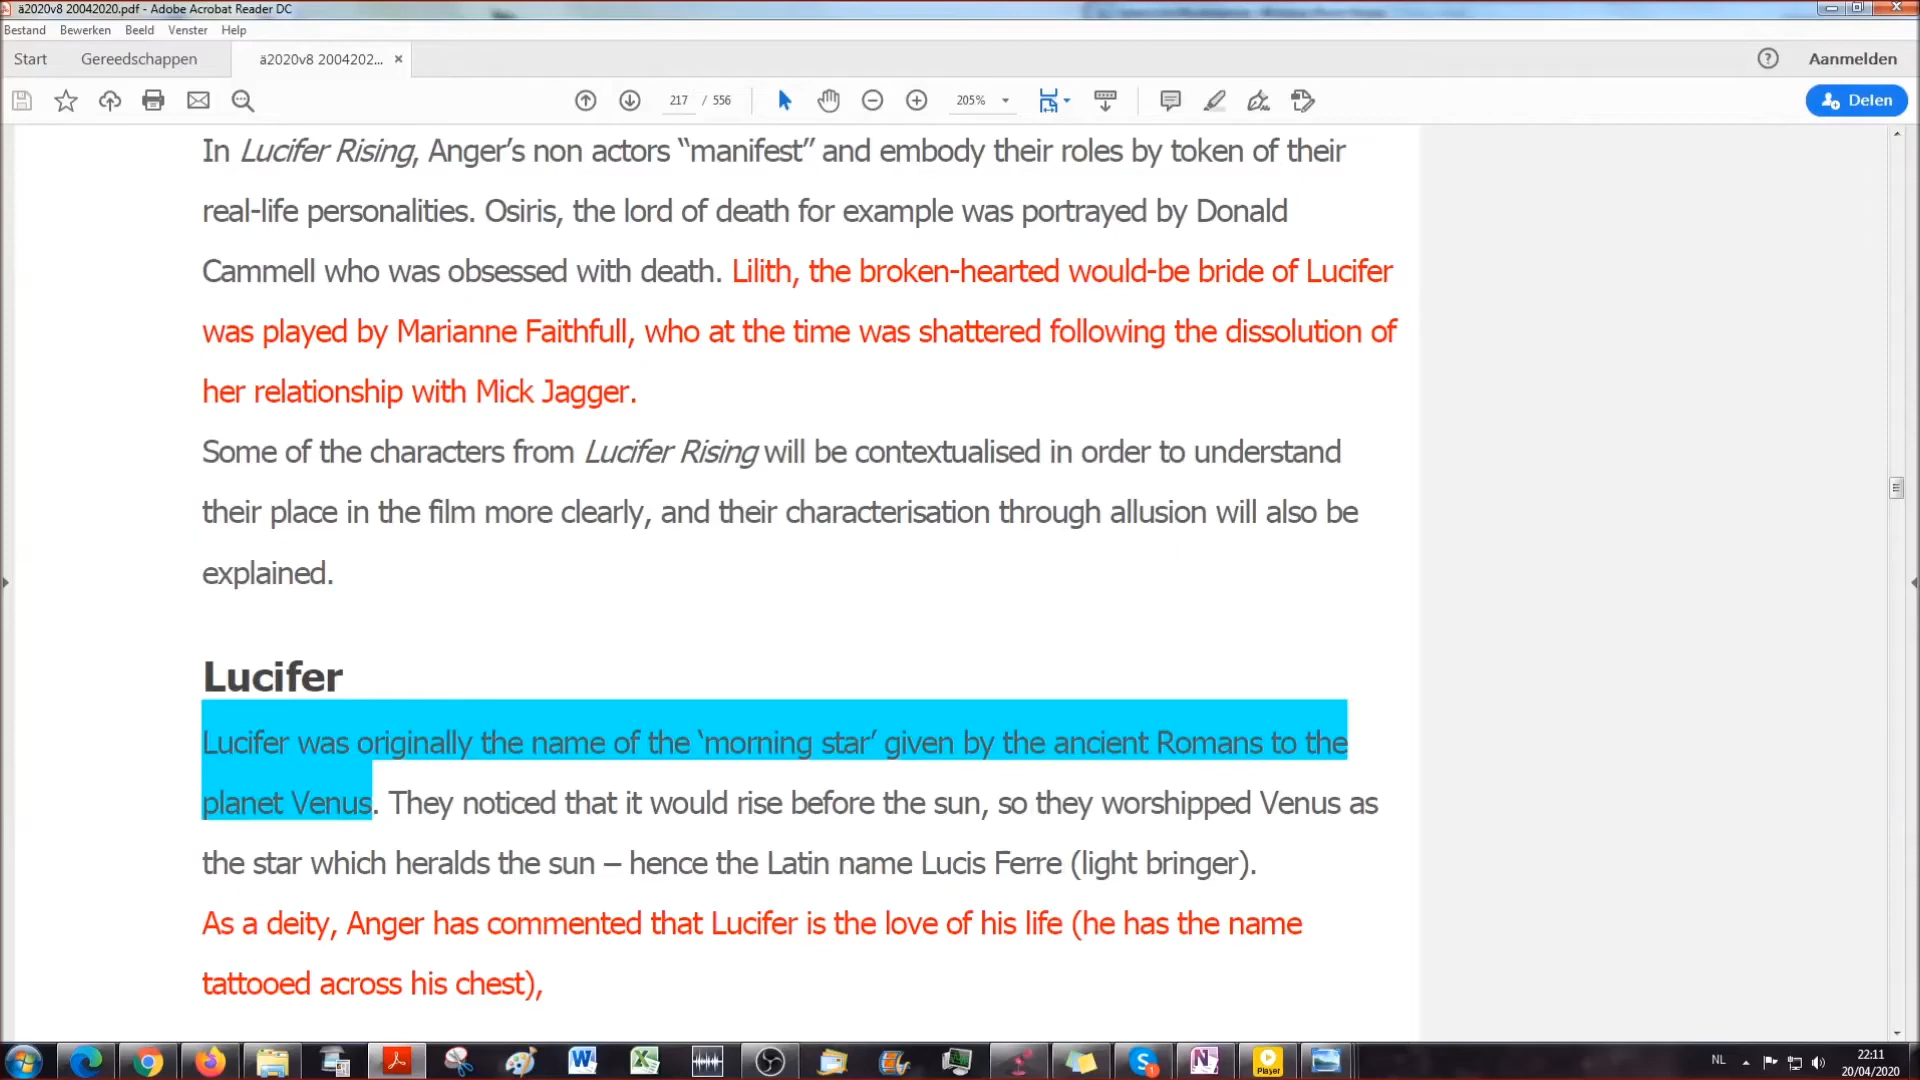 ä2020v8 20042020.pdf - Adobe Acrobat Reader DC
Bestand Bewerken Beeld Venster Help
Start Gereedschappen ä2020v8 2004202... × Aanmelden
217 / 556 205% Delen
In Lucifer Rising, Anger’s non actors “manifest” and embody their roles by token of their
real-life personalities. Osiris, the lord of death for example was portrayed by Donald
Cammell who was obsessed with death. Lilith, the broken-hearted would-be bride of Lucifer
was played by Marianne Faithfull, who at the time was shattered following the dissolution of
her relationship with Mick Jagger.
Some of the characters from Lucifer Rising will be contextualised in order to understand
their place in the film more clearly, and their characterisation through allusion will also be
explained.
Lucifer
Lucifer was originally the name of the ‘morning star’ given by the ancient Romans to the
planet Venus. They noticed that it would rise before the sun, so they worshipped Venus as
the star which heralds the sun – hence the Latin name Lucis Ferre (light bringer).
As a deity, Anger has commented that Lucifer is the love of his life (he has the name
tattooed across his chest),
Player
NL 22:11
20/04/2020